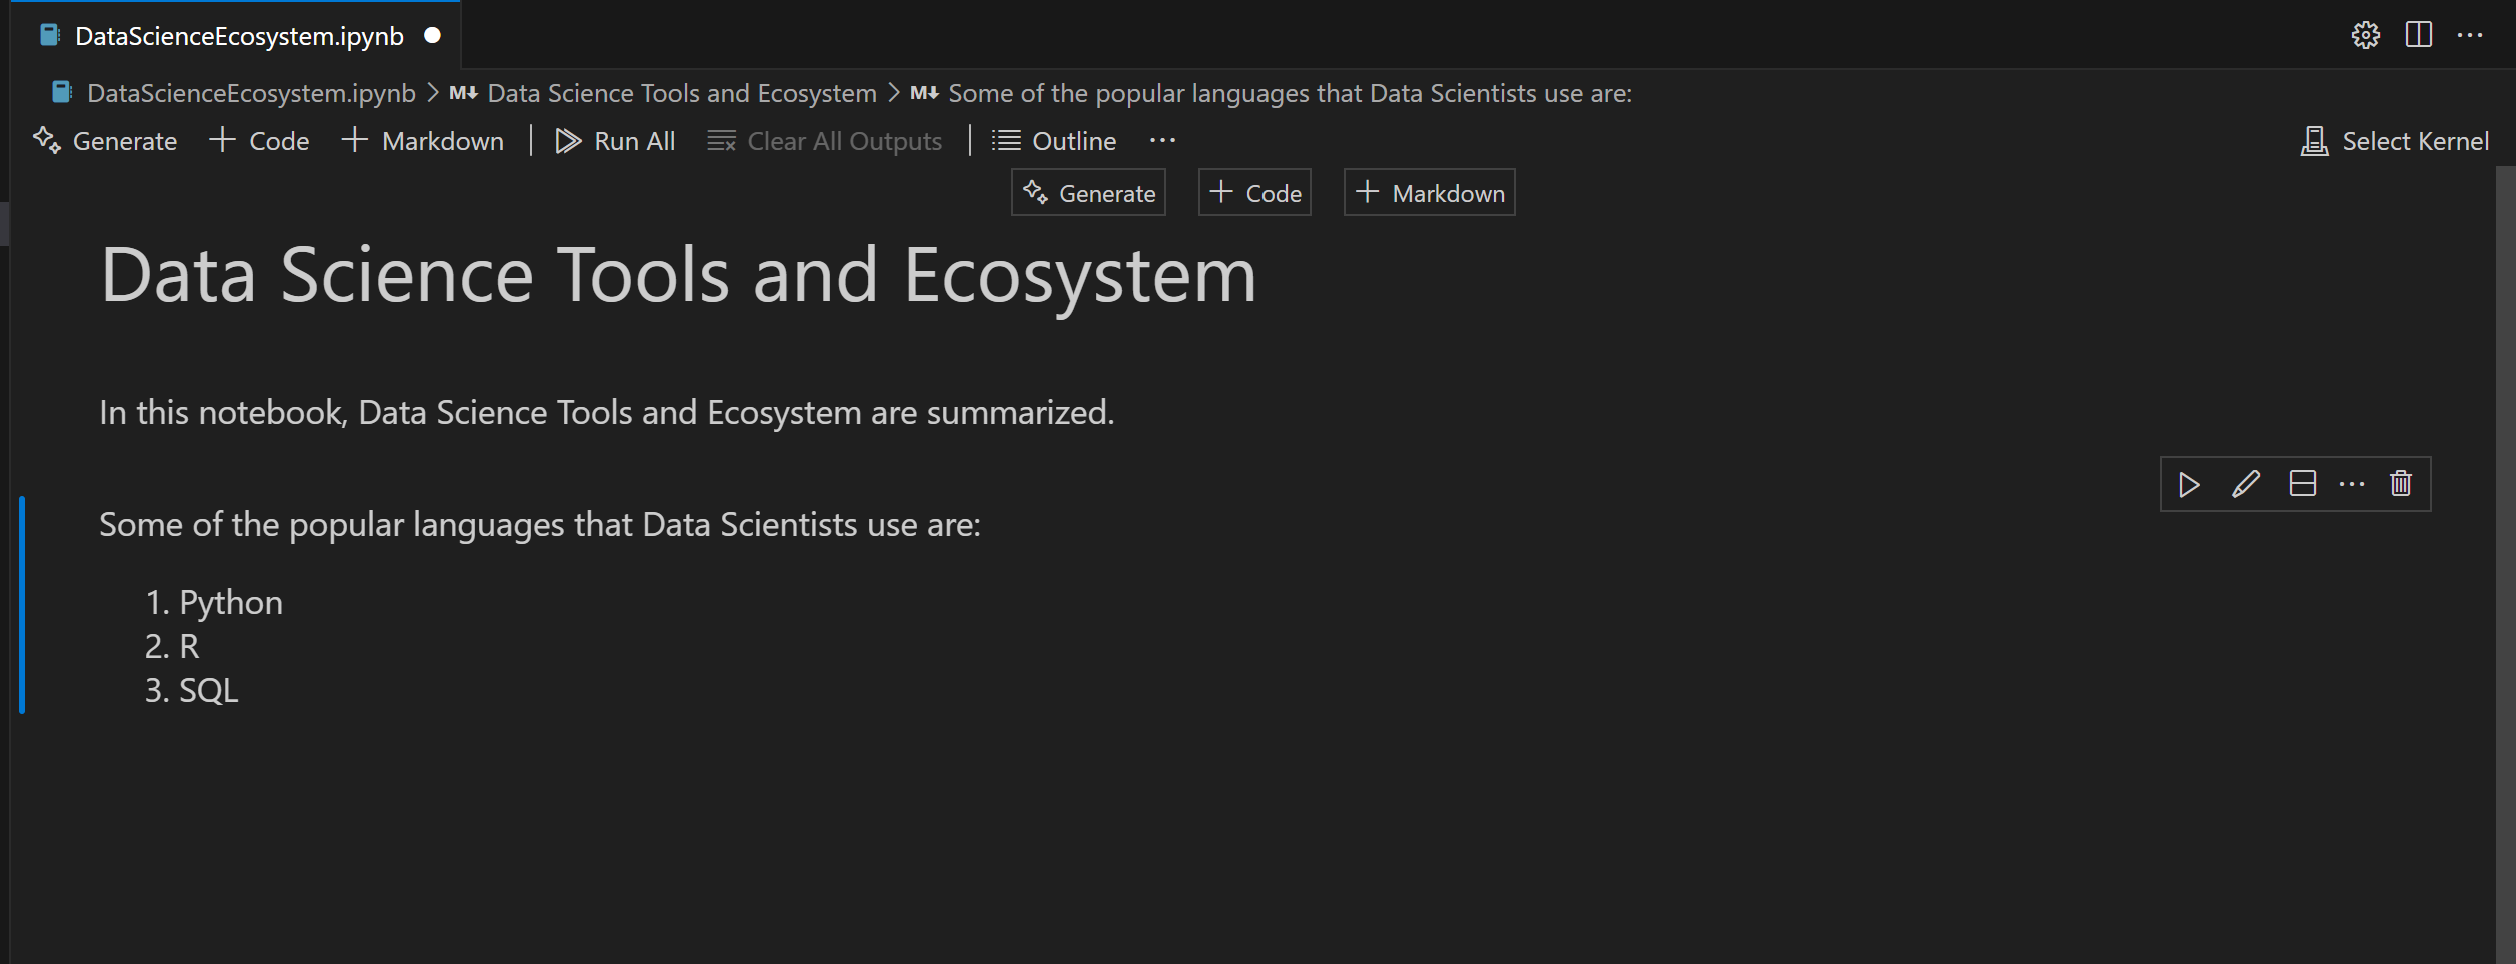 DataScienceEcosystem.ipynb
DataScienceEcosystem.ipynb > M↓ Data Science Tools and Ecosystem > M↓ Some of the popular languages that Data Scientists use are:
Generate + Code + Markdown | Run All Clear All Outputs | Outline ... Select Kernel
Generate + Code + Markdown
Data Science Tools and Ecosystem
In this notebook, Data Science Tools and Ecosystem are summarized.
Some of the popular languages that Data Scientists use are:
1. Python
2. R
3. SQL